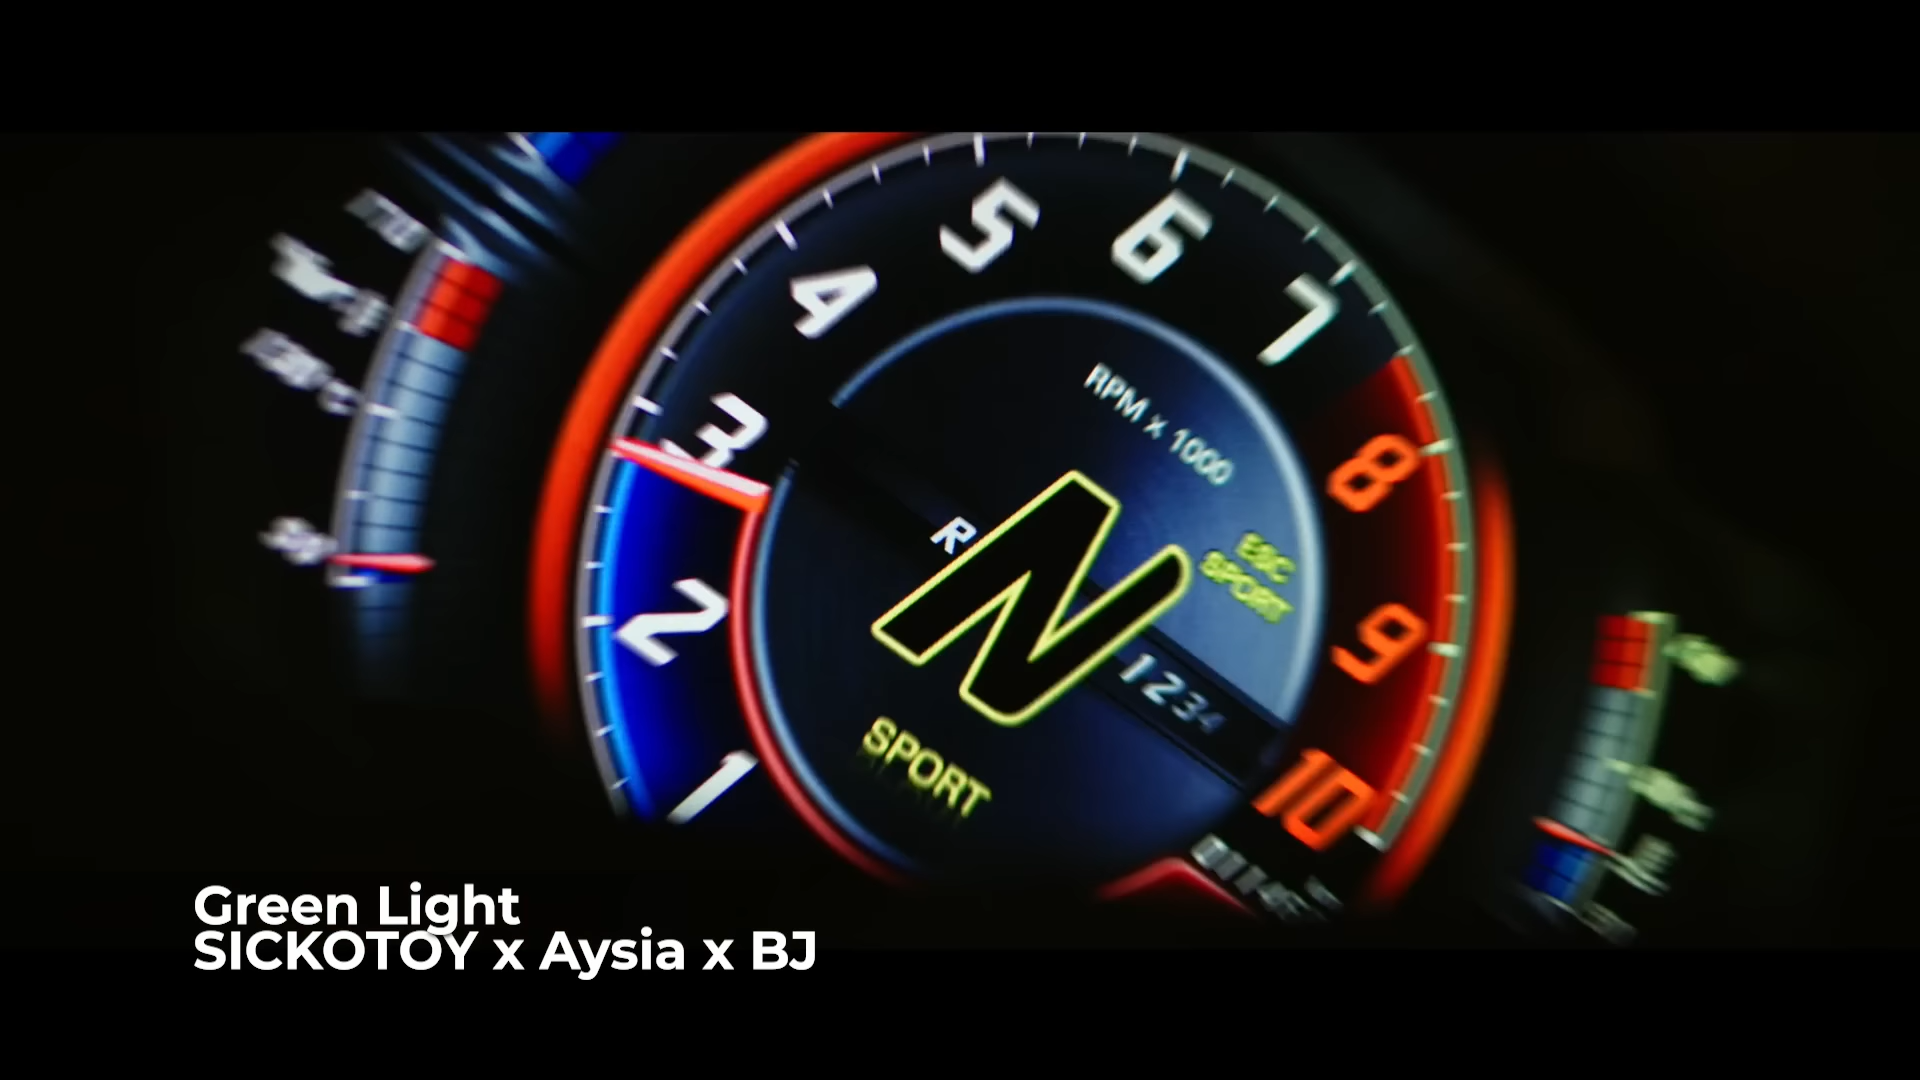 5
6
4
7
3
RPM x 1000
8
R
N
ESC
SPORT
2
9
1234
SPORT
1
10
Green Light
SICKOTOY x Aysia x BJ